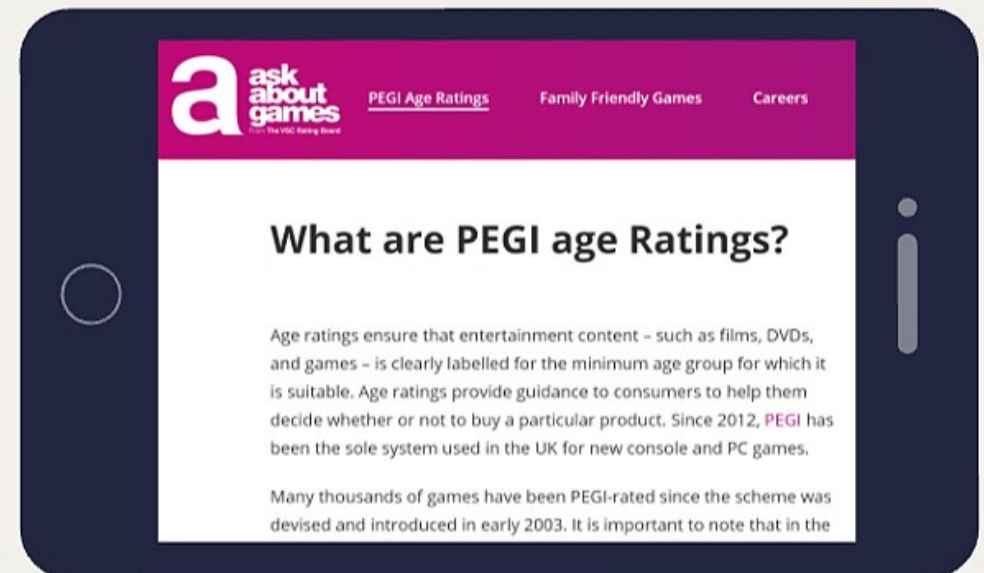 a
ask
about
games
From The VSC Rating Board
PEGI Age Ratings
Family Friendly Games
Careers
What are PEGI age Ratings?
Age ratings ensure that entertainment content – such as films, DVDs,
and games – is clearly labelled for the minimum age group for which it
is suitable. Age ratings provide guidance to consumers to help them
decide whether or not to buy a particular product. Since 2012, PEGI has
been the sole system used in the UK for new console and PC games.
Many thousands of games have been PEGI-rated since the scheme was
devised and introduced in early 2003. It is important to note that in the